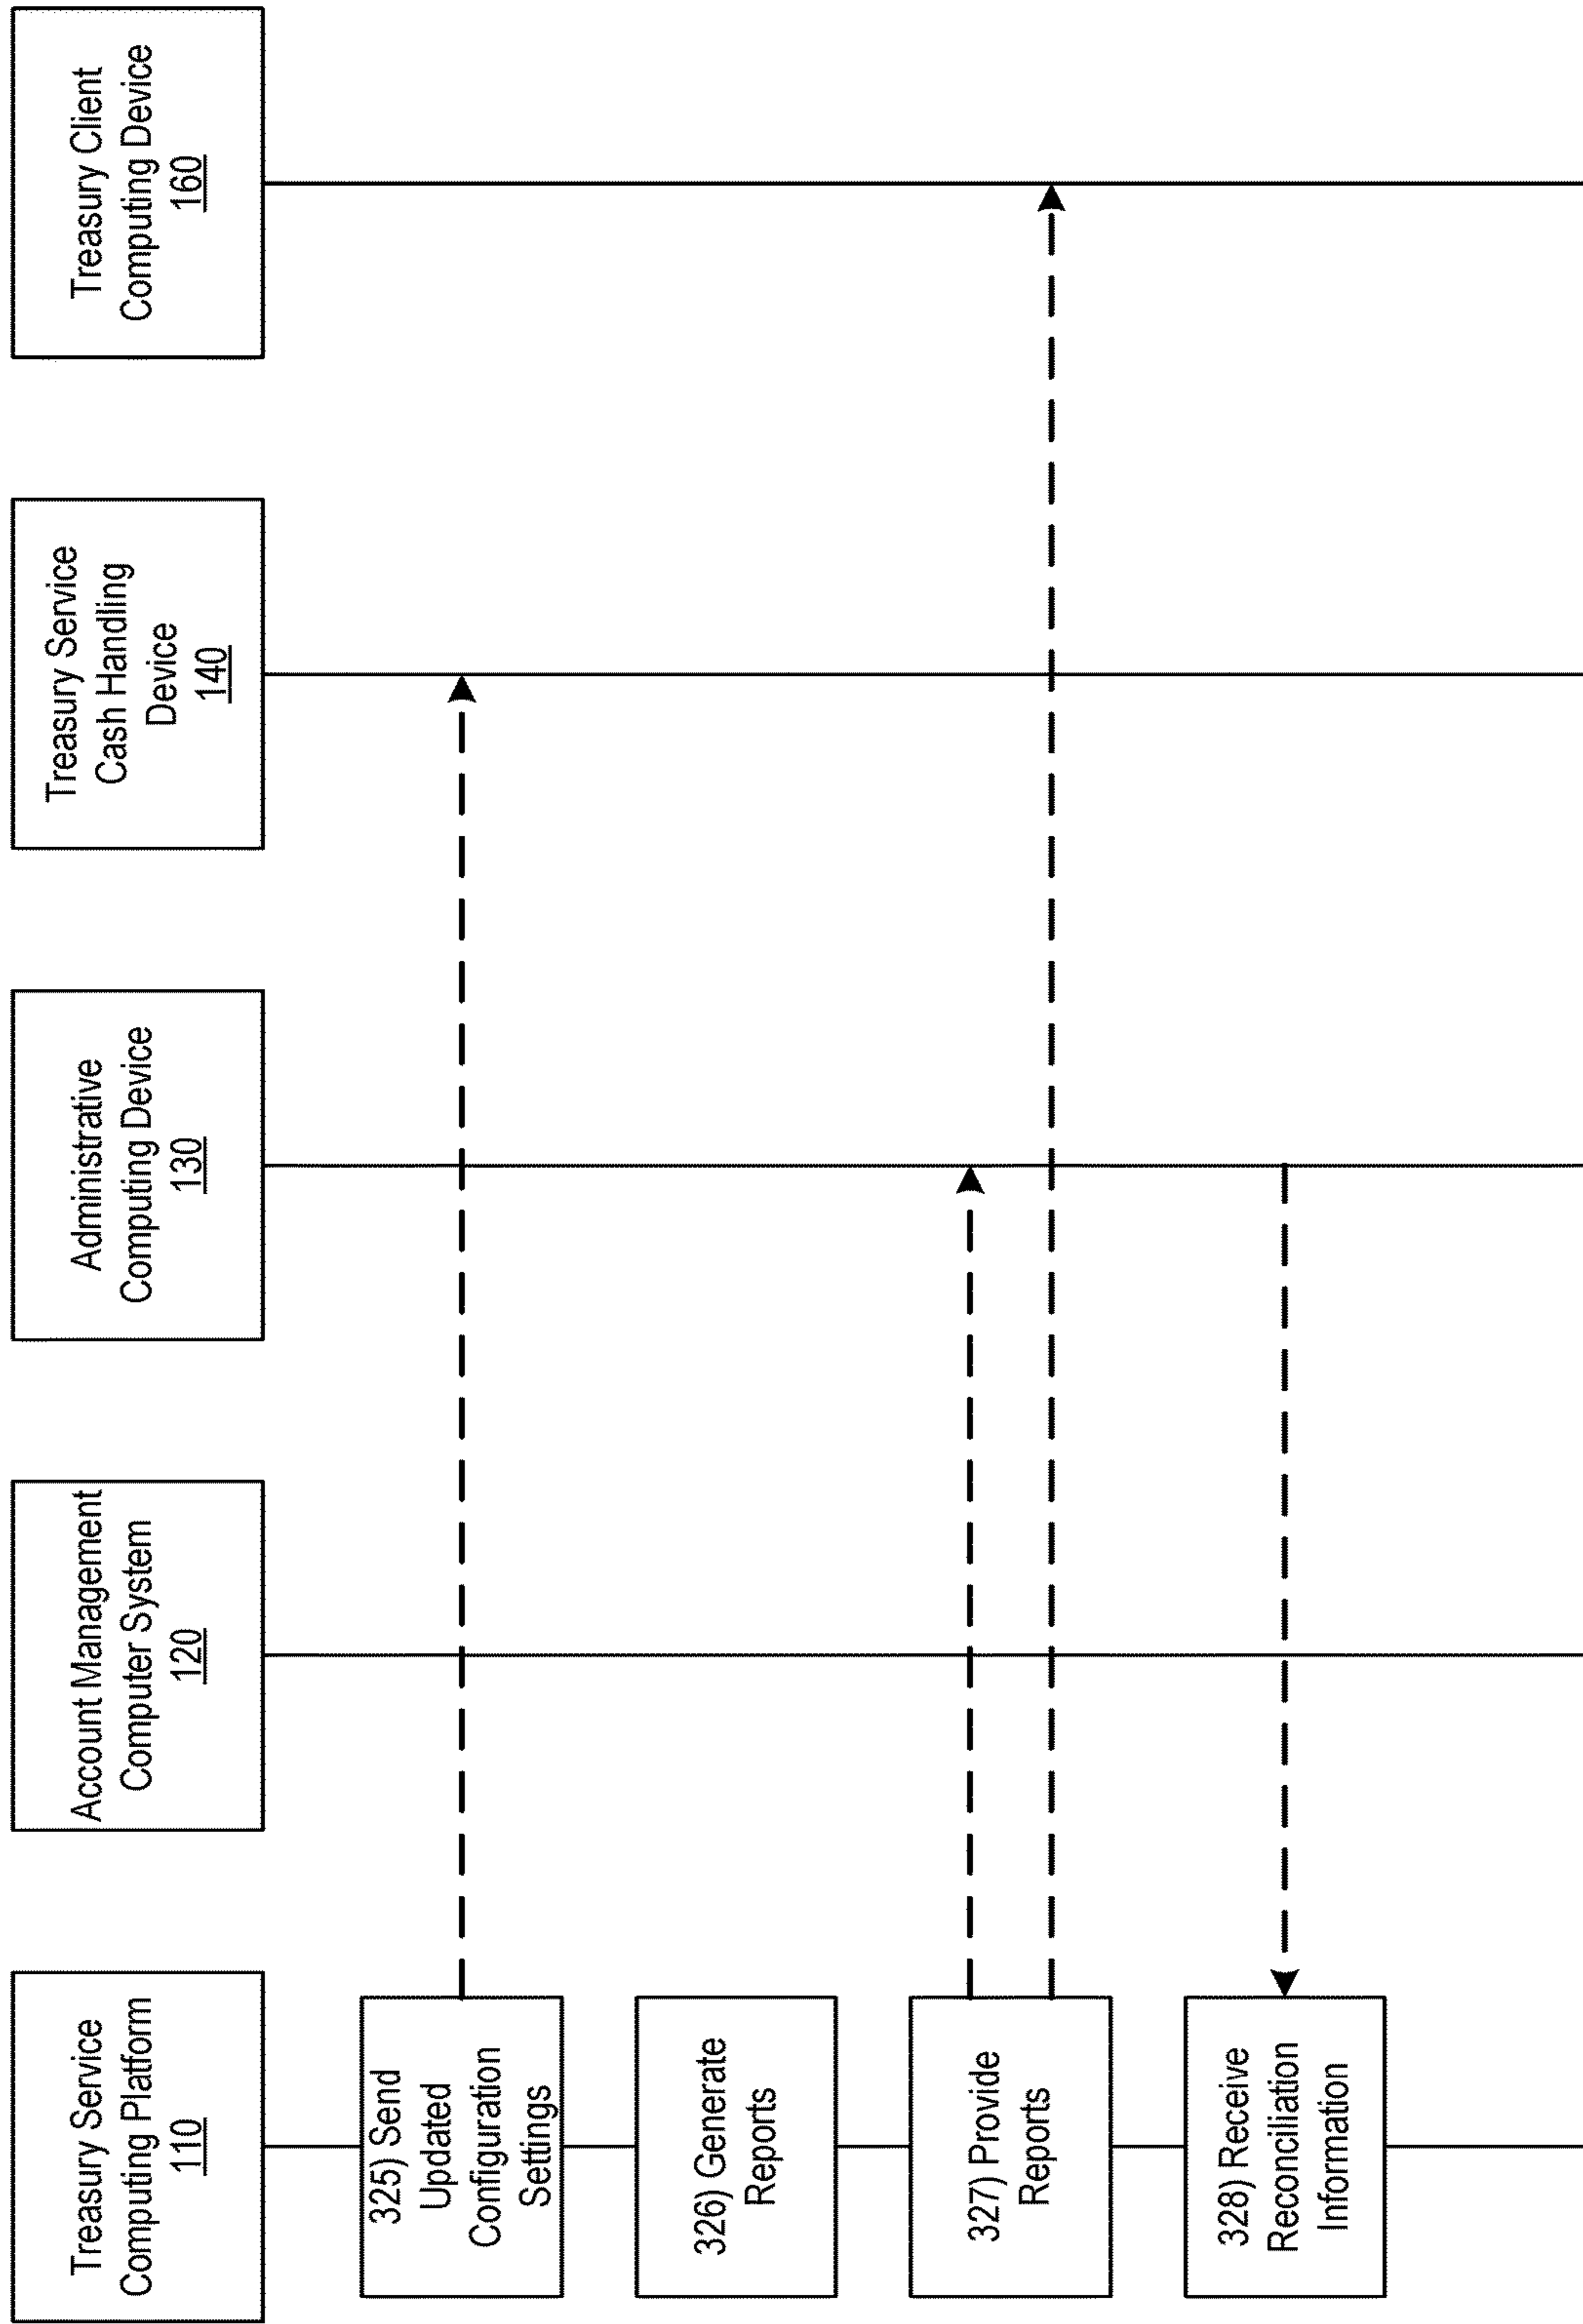 Treasury Service
Computing Platform
110
Account Management
Computer System
120
Administrative
Computing Device
130
Treasury Service
Cash Handling
Device
140
Treasury Client
Computing Device
160
325) Send
Updated
Configuration
Settings
326) Generate
Reports
327) Provide
Reports
328) Receive
Reconciliation
Information